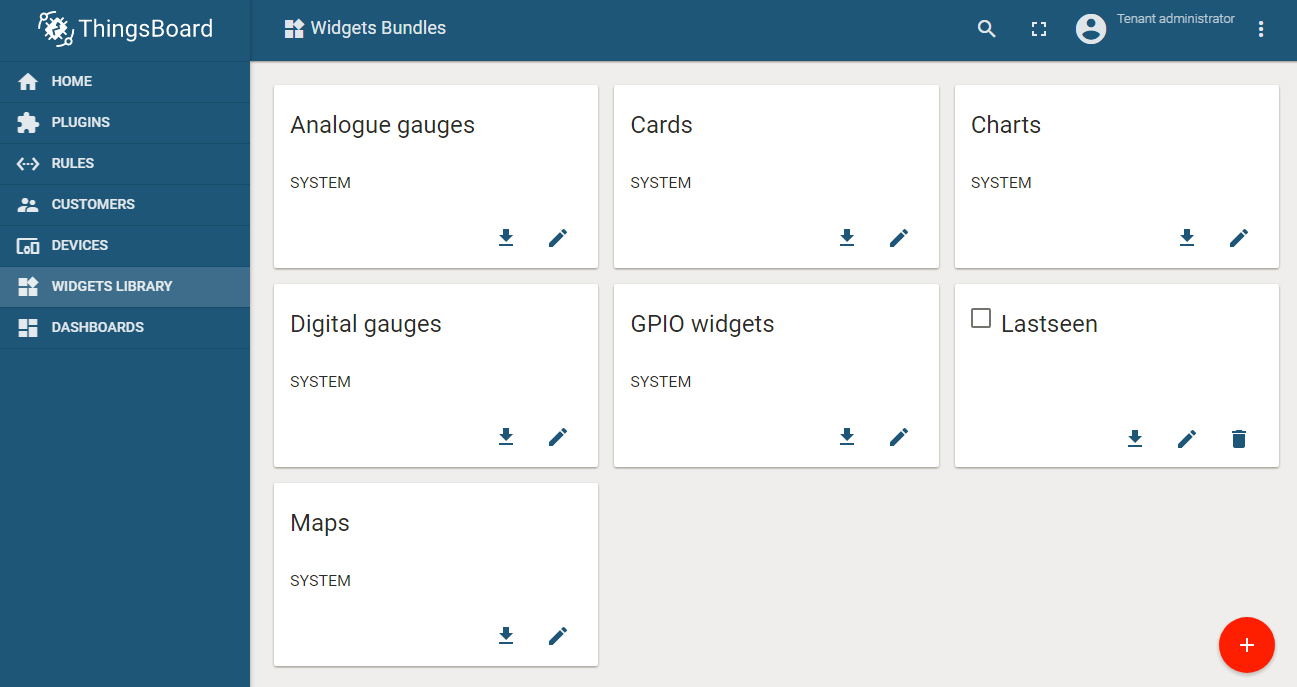 ThingsBoard
Widgets Bundles
Tenant administrator
HOME
PLUGINS
RULES
CUSTOMERS
DEVICES
WIDGETS LIBRARY
DASHBOARDS
Analogue gauges
SYSTEM
Cards
SYSTEM
Charts
SYSTEM
Digital gauges
SYSTEM
GPIO widgets
SYSTEM
Lastseen
Maps
SYSTEM